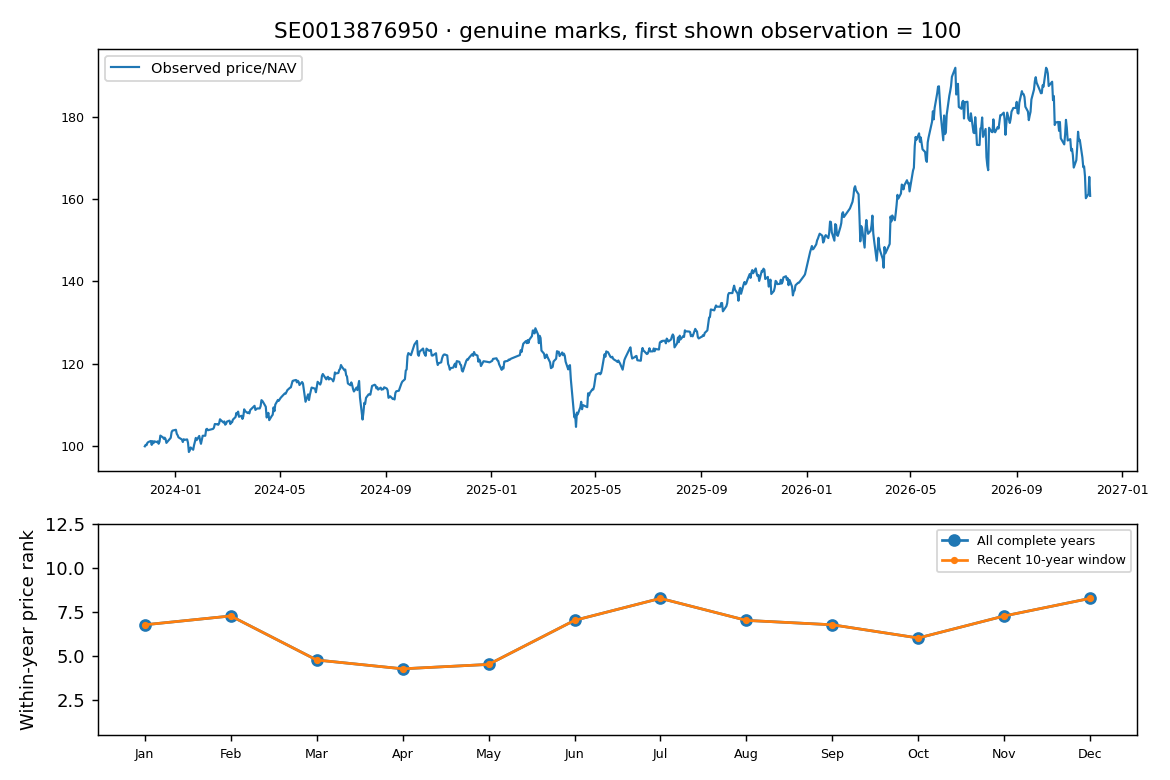 SE0013876950 · genuine marks, first shown observation = 100
Observed price/NAV
180
160
140
120
100
2024-01 2024-05 2024-09 2025-01 2025-05 2025-09 2026-01 2026-05 2026-09 2027-01
Within-year price rank
12.5
10.0
7.5
5.0
2.5
All complete years
Recent 10-year window
Jan Feb Mar Apr May Jun Jul Aug Sep Oct Nov Dec